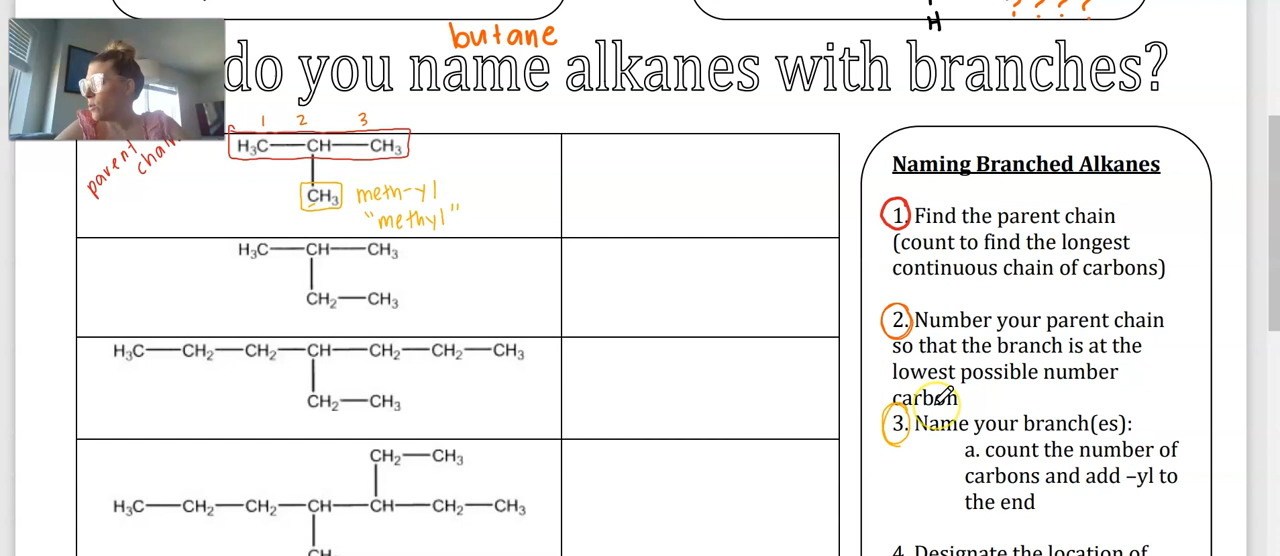 H
? ? ? ?
butane
do you name alkanes with branches?
1 2 3
parent chain
H3C—CH—CH3
CH3 meth-yl
"methyl"
H3C—CH—CH3
CH2—CH3
H3C—CH2—CH2—CH—CH2—CH2—CH3
CH2—CH3
CH2—CH3
H3C—CH2—CH2—CH—CH—CH2—CH3
Naming Branched Alkanes
1. Find the parent chain
(count to find the longest
continuous chain of carbons)
2. Number your parent chain
so that the branch is at the
lowest possible number
carbon
3. Name your branch(es):
a. count the number of
carbons and add –yl to
the end
4. Designate the location of